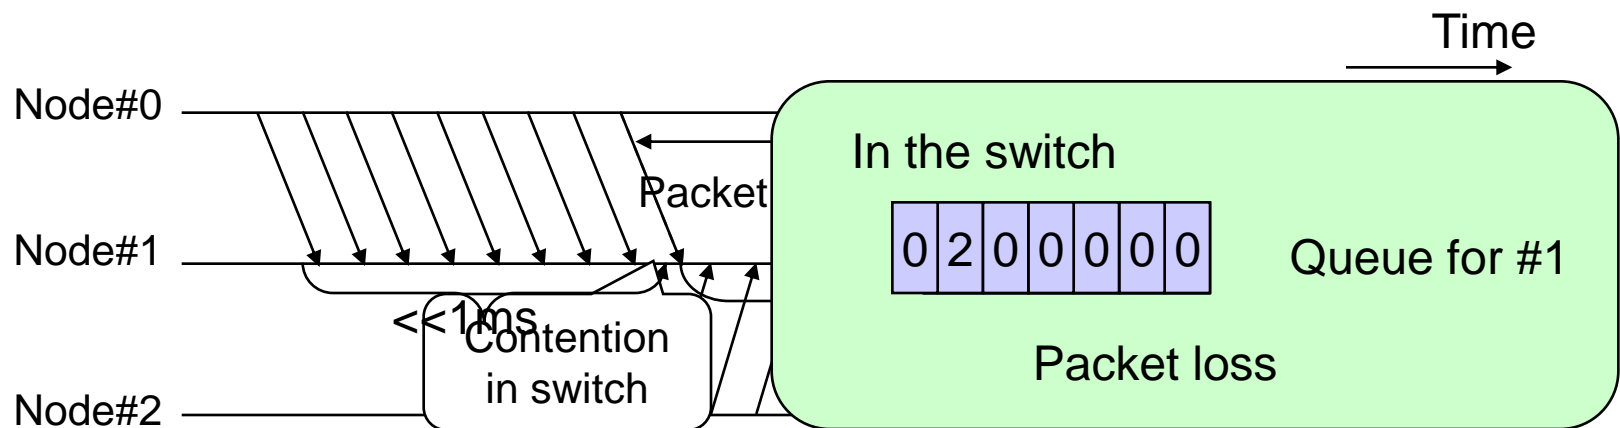 Time
Node#0
In the switch
Packet
0 2 0 0 0 0 0
Node#1
Queue for #1
<<1ms
Contention
in switch
Packet loss
Node#2